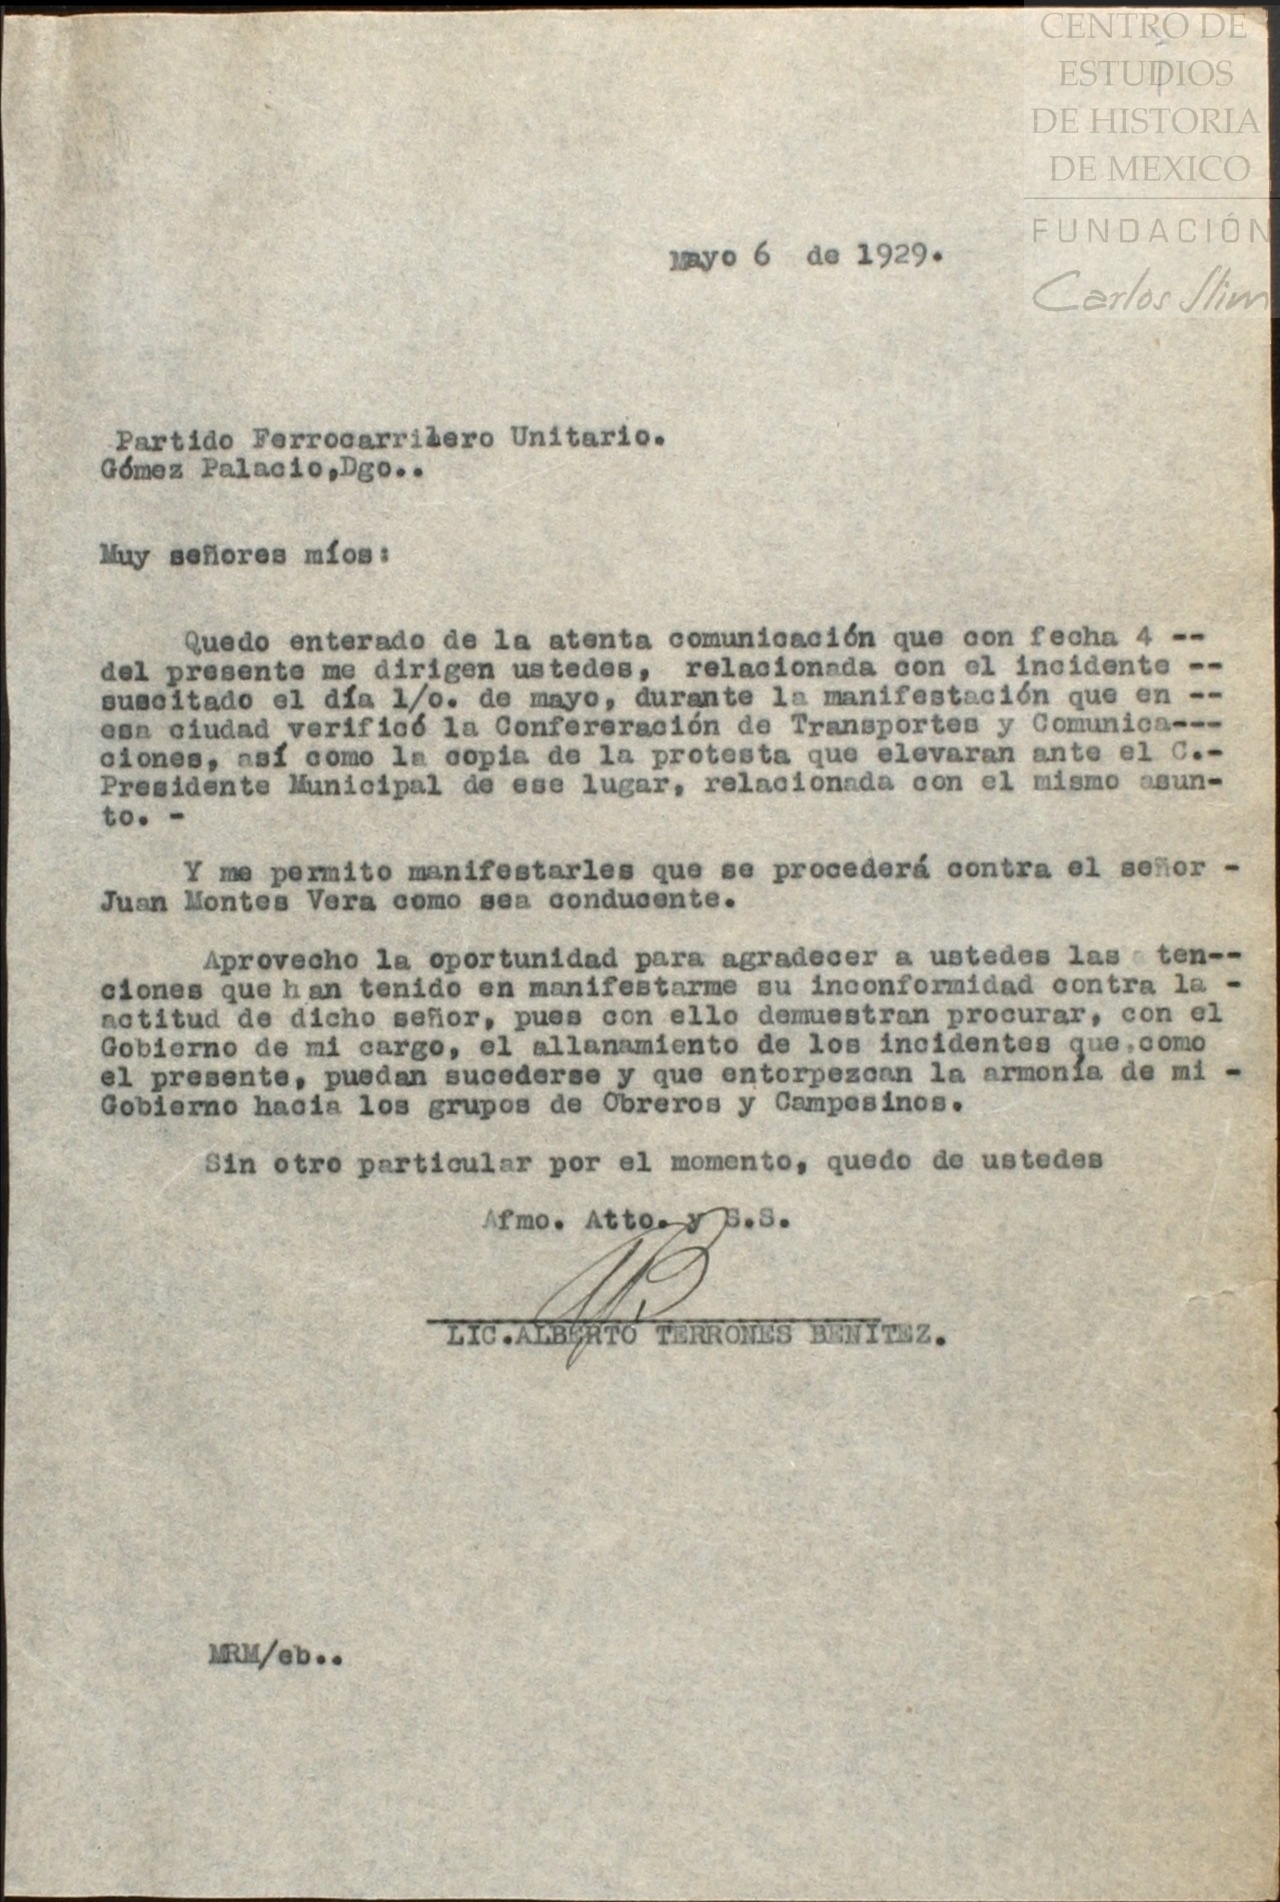 CENTRO DE
ESTUDIOS
DE HISTORIA
DE MEXICO
FUNDACIÓN
Carlos Slim
Mayo 6 de 1929.
Partido Ferrocarrilero Unitario.
Gómez Palacio,Dgo..
Muy señores míos:
Quedo enterado de la atenta comunicación que con fecha 4 --
del presente me dirigen ustedes, relacionada con el incidente --
suscitado el día 1/o. de mayo, durante la manifestación que en --
esa ciudad verificó la Confereración de Transportes y Comunica---
ciones, así como la copia de la protesta que elevaran ante el C.-
Presidente Municipal de ese lugar, relacionada con el mismo asun-
to. -
Y me permito manifestarles que se procederá contra el señor -
Juan Montes Vera como sea conducente.
Aprovecho la oportunidad para agradecer a ustedes las a ten--
ciones que h an tenido en manifestarme su inconformidad contra la -
actitud de dicho señor, pues con ello demuestran procurar, con el
Gobierno de mi cargo, el allanamiento de los incidentes que, como
el presente, puedan sucederse y que entorpezcan la armonía de mi -
Gobierno hacia los grupos de Obreros y Campesinos.
Sin otro particular por el momento, quedo de ustedes
Afmo. Atto. y S.S.
LIC.ALBERTO TERRONES BENITEZ.
MRM/eb..